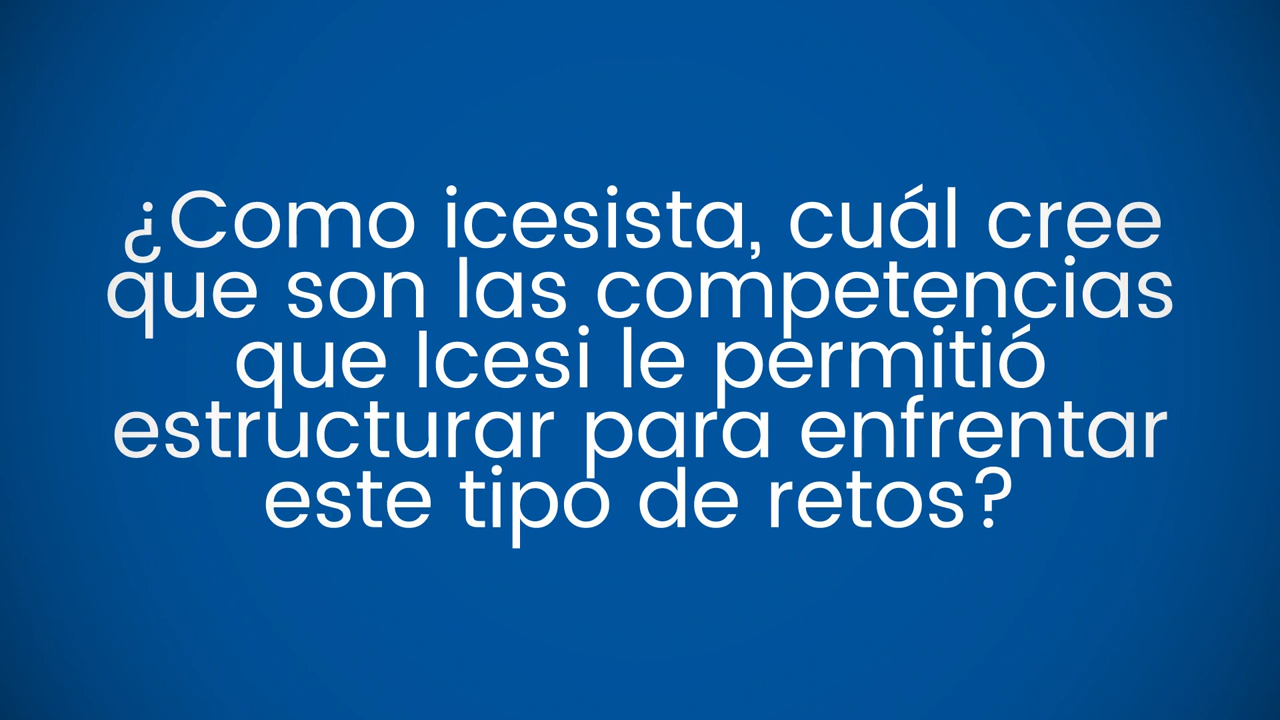 ¿Como icesista, cuál cree
que son las competencias
que Icesi le permitió
estructurar para enfrentar
este tipo de retos?